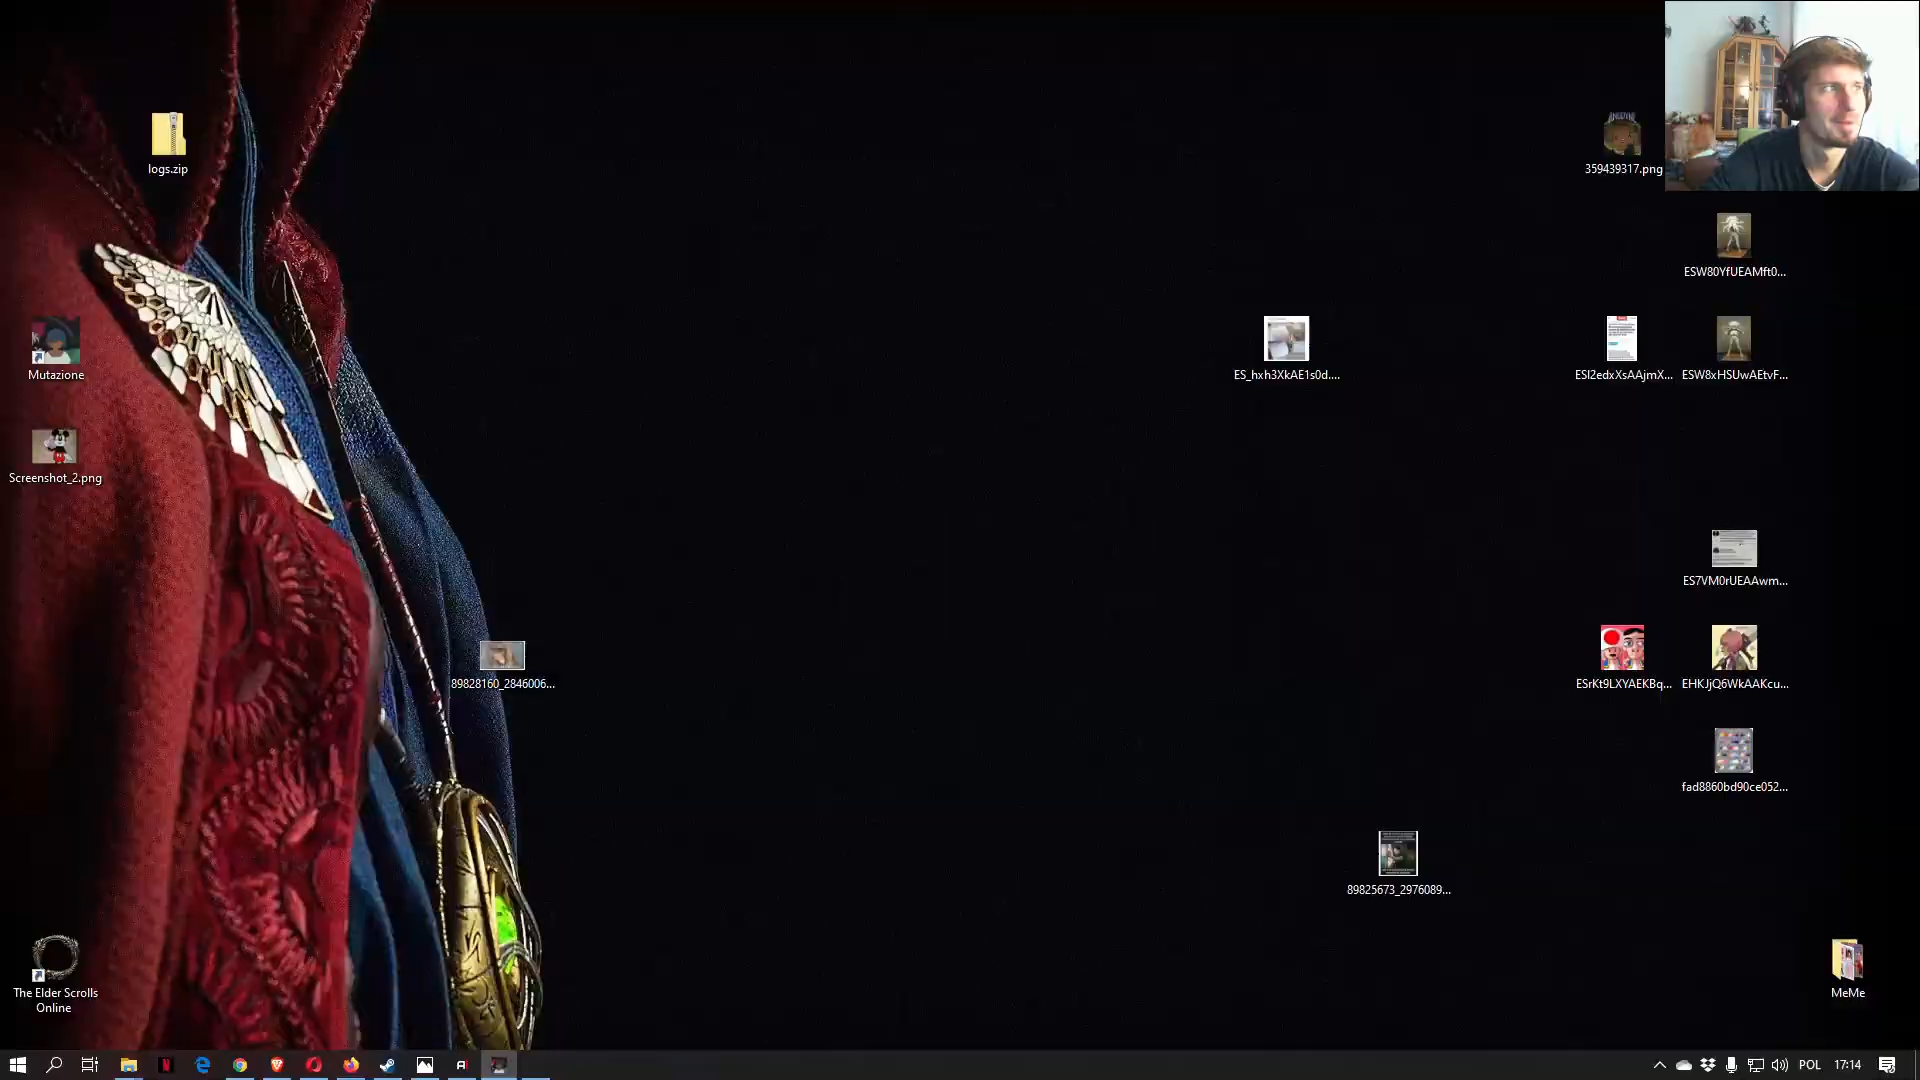 logs.zip
359439317.png
ESW80YfUEAMft0...
Mutazione
ES_hxh3XkAE1s0d....
ESI2edxXsAAjmX...
ESW8xHSUwAEtvF...
Screenshot_2.png
ES7VM0rUEAAwm...
89828160_2846006...
ESrKt9LXYAEKBq...
EHKJjQ6WkAAKcu...
fad8860bd90ce052...
89825673_2976089...
The Elder Scrolls
Online
MeMe
POL
17:14